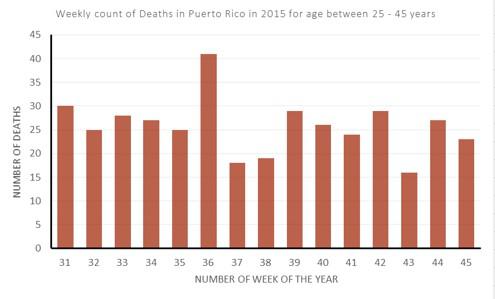 Weekly count of Deaths in Puerto Rico in 2015 for age between 25 - 45 years
NUMBER OF DEATHS
45
40
35
30
25
20
15
10
5
0
31 32 33 34 35 36 37 38 39 40 41 42 43 44 45
NUMBER OF WEEK OF THE YEAR